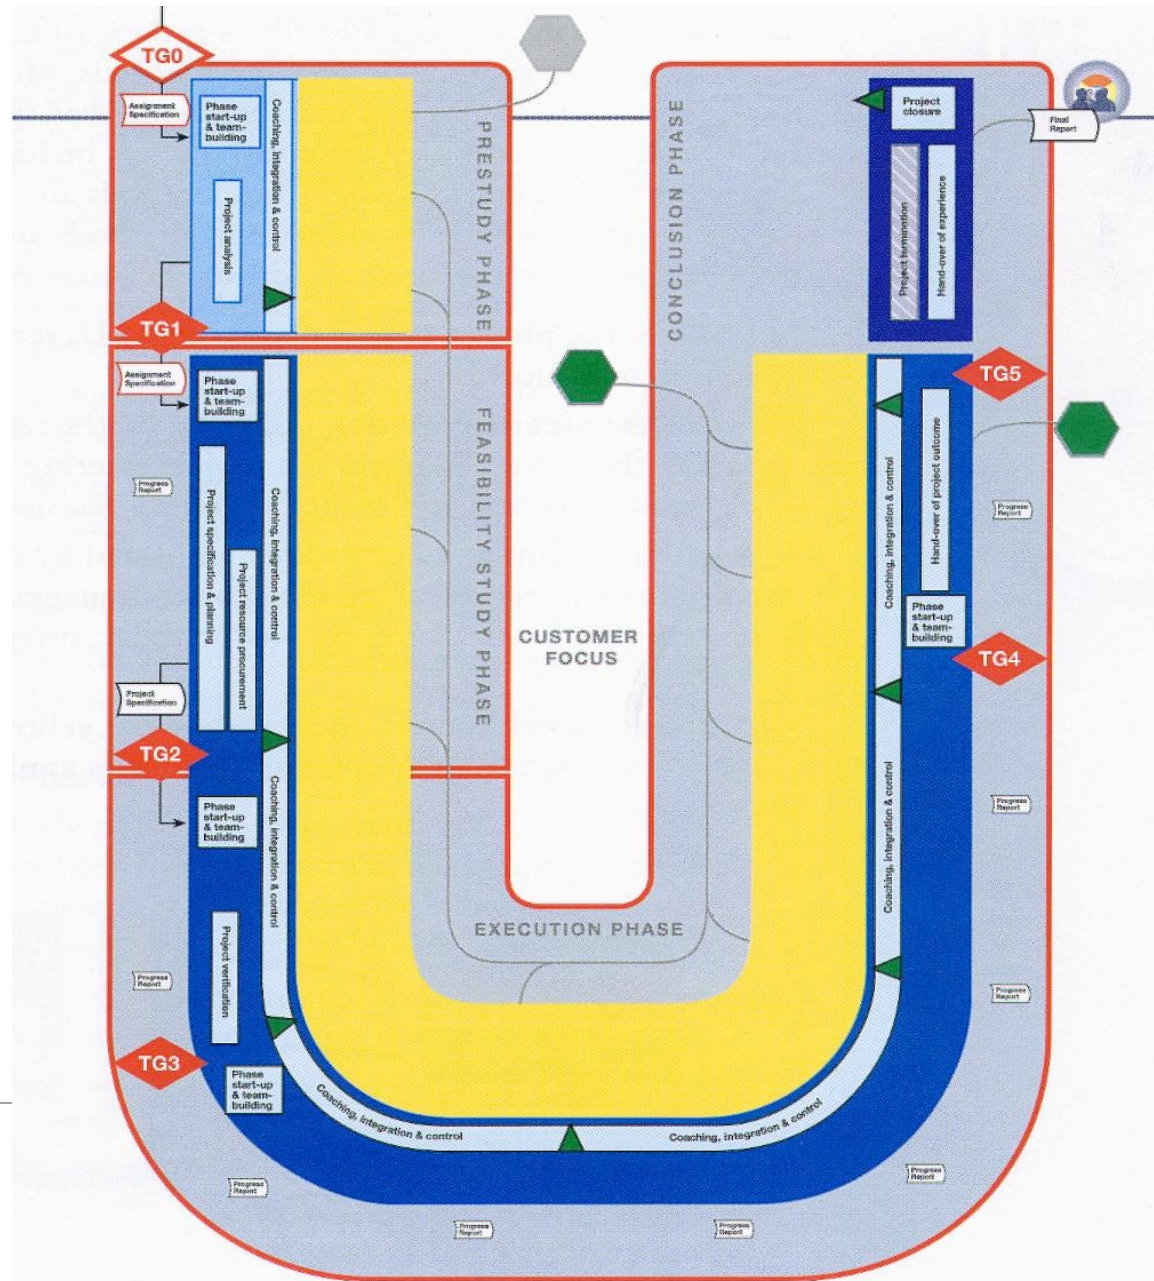 TG0
Assignment
Specification
Phase
start-up
& team-
building
Coaching, integration & control
Project analysis
PRESTUDY PHASE
TG1
Assignment
Specification
Phase
start-up
& team-
building
Progress
Report
Project specification & planning
Project resource procurement
Coaching, integration & control
FEASIBILITY STUDY PHASE
Project
Specification
TG2
Phase
start-up
& team-
building
Coaching, integration & control
Project verification
Progress
Report
TG3
Phase
start-up
& team-
building
Coaching, integration & control
Progress
Report
Progress
Report
EXECUTION PHASE
CUSTOMER
FOCUS
Coaching, integration & control
Progress
Report
Progress
Report
Progress
Report
Coaching, integration & control
Progress
Report
TG4
Phase
start-up
& team-
building
Coaching, integration & control
Hand-over of project outcome
Progress
Report
TG5
CONCLUSION PHASE
Project
closure
Project termination
Hand-over of experience
Final
Report